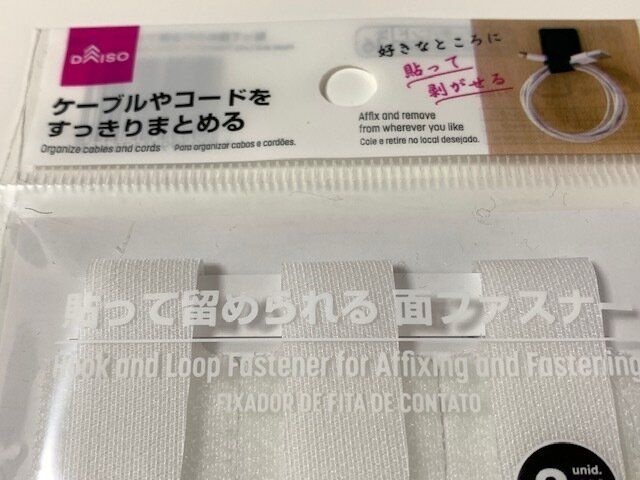 DAISO
ケーブルやコードを
すっきりまとめる
Organize cables and cords
Para organizar cabos e cordões.
好きなところに
貼って
剥がせる
Affix and remove
from wherever you like
Cole e retire no local desejado.
貼って留められる 面ファスナー
Hook and Loop Fastener for Affixing and Fastening
FIXADOR DE FITA DE CONTATO
unid.